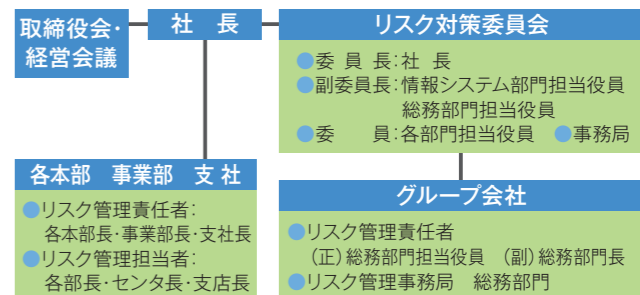 取締役会・
経営会議
社 長
リスク対策委員会
●委 員 長:社 長
●副委員長:情報システム部門担当役員
総務部門担当役員
●委 員:各部門担当役員 ●事務局
各本部 事業部 支 社
●リスク管理責任者:
各本部長・事業部長・支社長
●リスク管理担当者:
各部長・センタ長・支店長
グループ会社
●リスク管理責任者
(正)総務部門担当役員 (副)総務部門長
●リスク管理事務局 総務部門